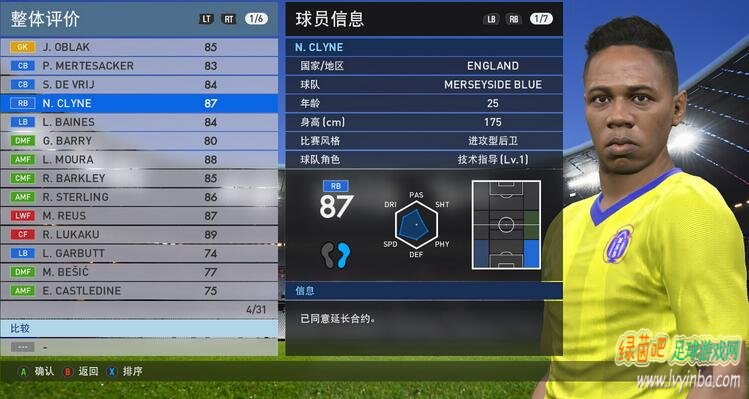 整体评价 LT RT 1/6
GK J. OBLAK 85
CB P. MERTESACKER 83
CB S. DE VRIJ 84
RB N. CLYNE 87
LB L. BAINES 84
DMF G. BARRY 80
AMF L. MOURA 88
CMF R. BARKLEY 85
AMF R. STERLING 86
LWF M. REUS 87
CF R. LUKAKU 89
LB L. GARBUTT 74
DMF M. BEŠIĆ 77
AMF E. CASTLEDINE 75
4/31
比较
--- -
A 确认 B 返回 X 排序
球员信息 LB RB 1/7
N. CLYNE
国家/地区 ENGLAND
球队 MERSEYSIDE BLUE
年龄 25
身高 (cm) 175
比赛风格 进攻型后卫
球队角色 技术指导 (Lv.1)
RB
87
PAS
DRI SHT
SPD PHY
DEF
信息
已同意延长合约。
绿茵吧 足球游戏网
www.lvyinba.com